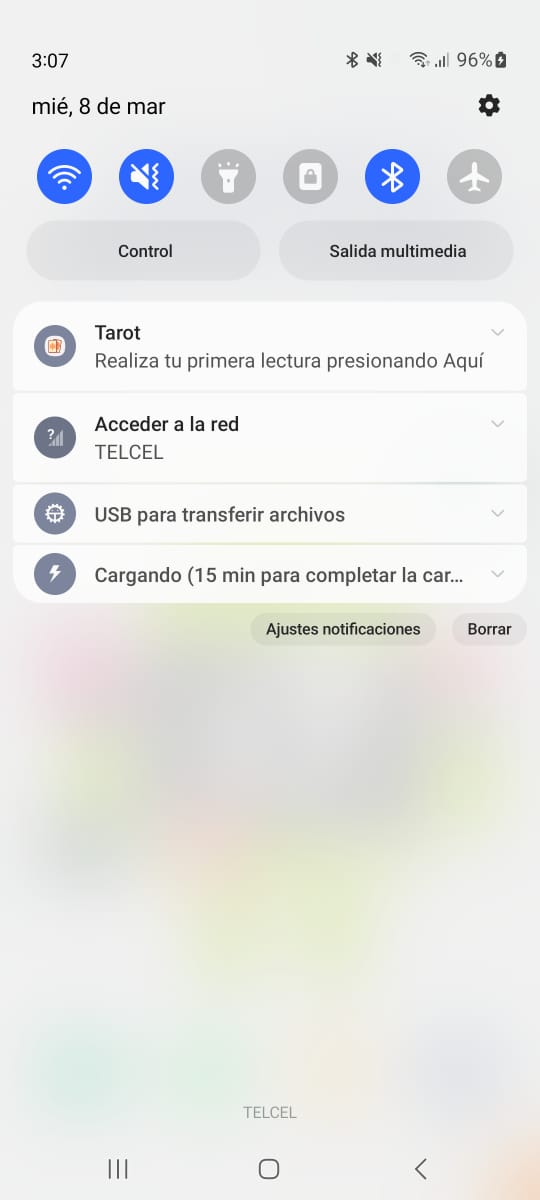 3:07
96%
mié, 8 de mar
Control
Salida multimedia
Tarot
Realiza tu primera lectura presionando Aquí
?
Acceder a la red
TELCEL
USB para transferir archivos
Cargando (15 min para completar la car...
Ajustes notificaciones
Borrar
TELCEL